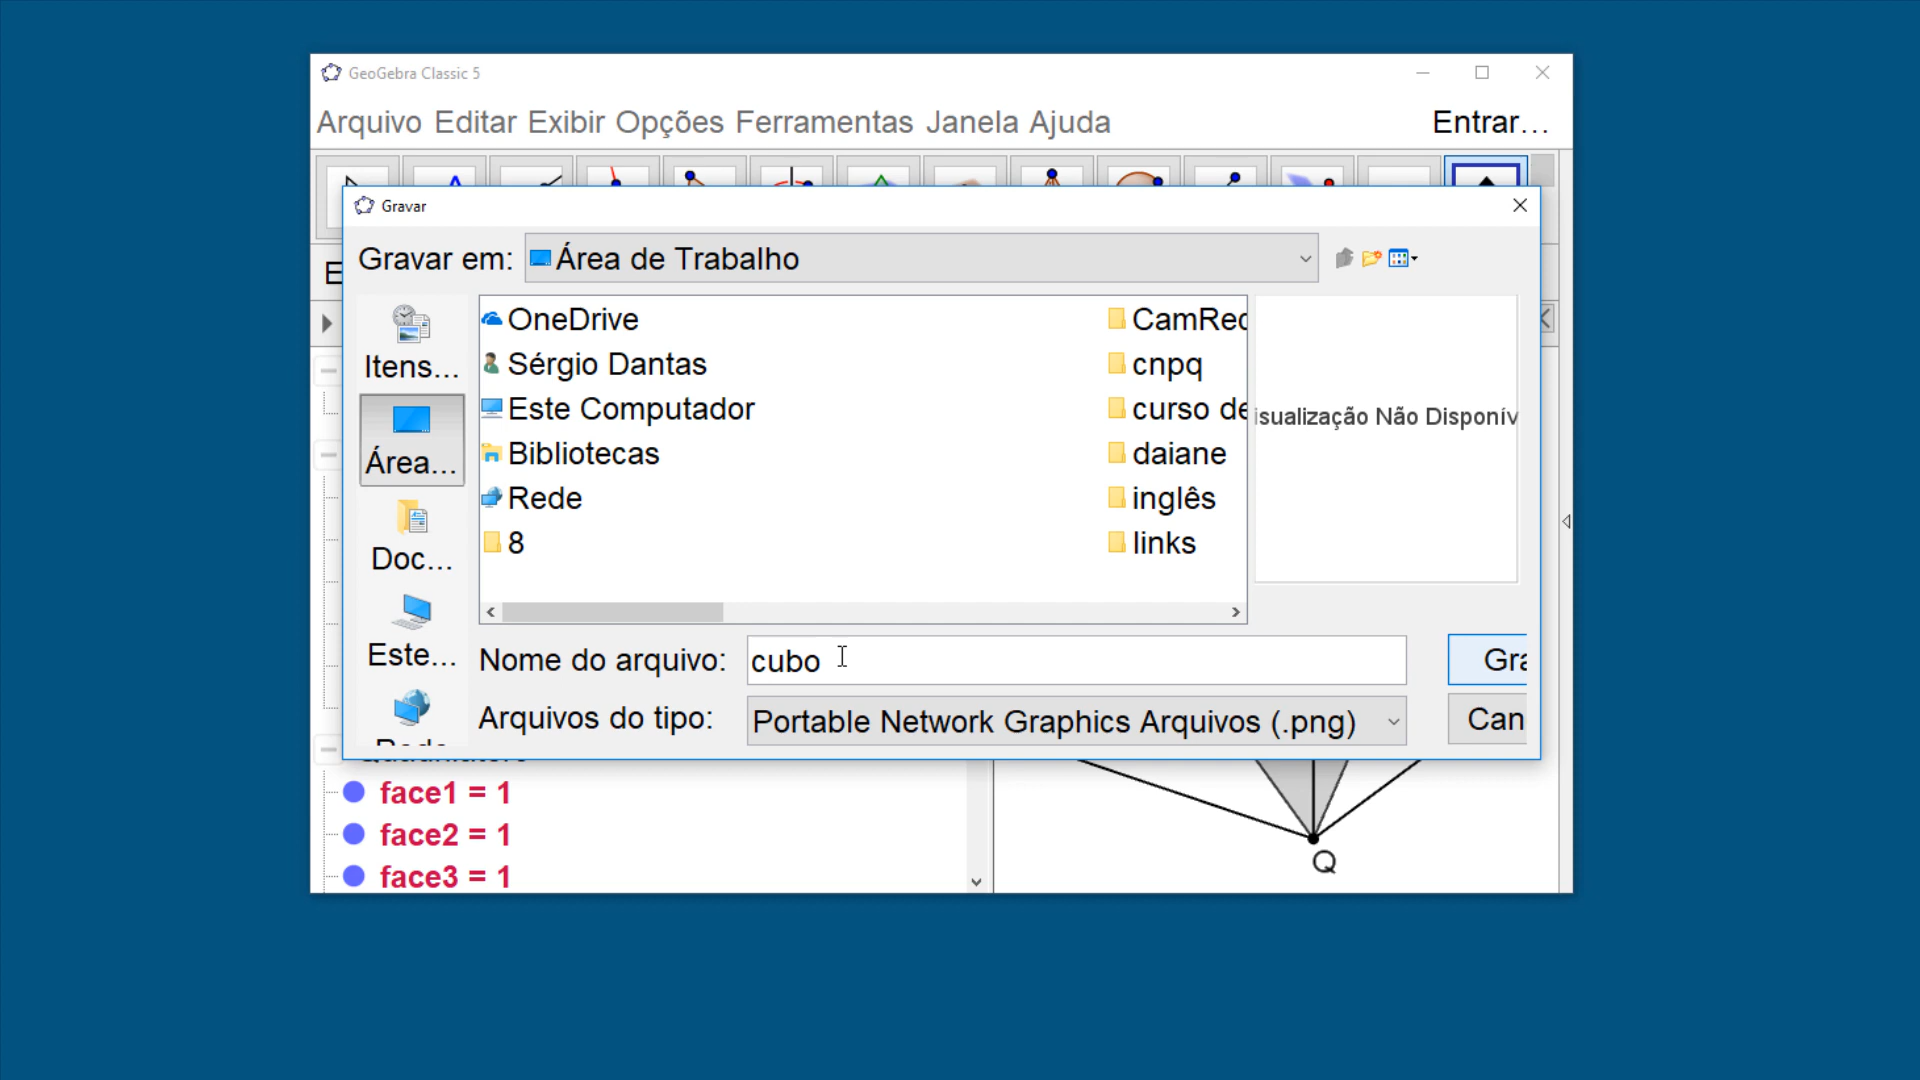 GeoGebra Classic 5
Arquivo Editar Exibir Opções Ferramentas Janela Ajuda
Entrar...
Gravar
Gravar em:
Área de Trabalho
Itens...
Área...
Doc...
Este...
OneDrive
Sérgio Dantas
Este Computador
Bibliotecas
Rede
8
CamRec
cnpq
curso de
daiane
inglês
links
isualização Não Disponív
Nome do arquivo:
cubo
Gra
Arquivos do tipo:
Portable Network Graphics Arquivos (.png)
Can
face1 = 1
face2 = 1
face3 = 1
Q